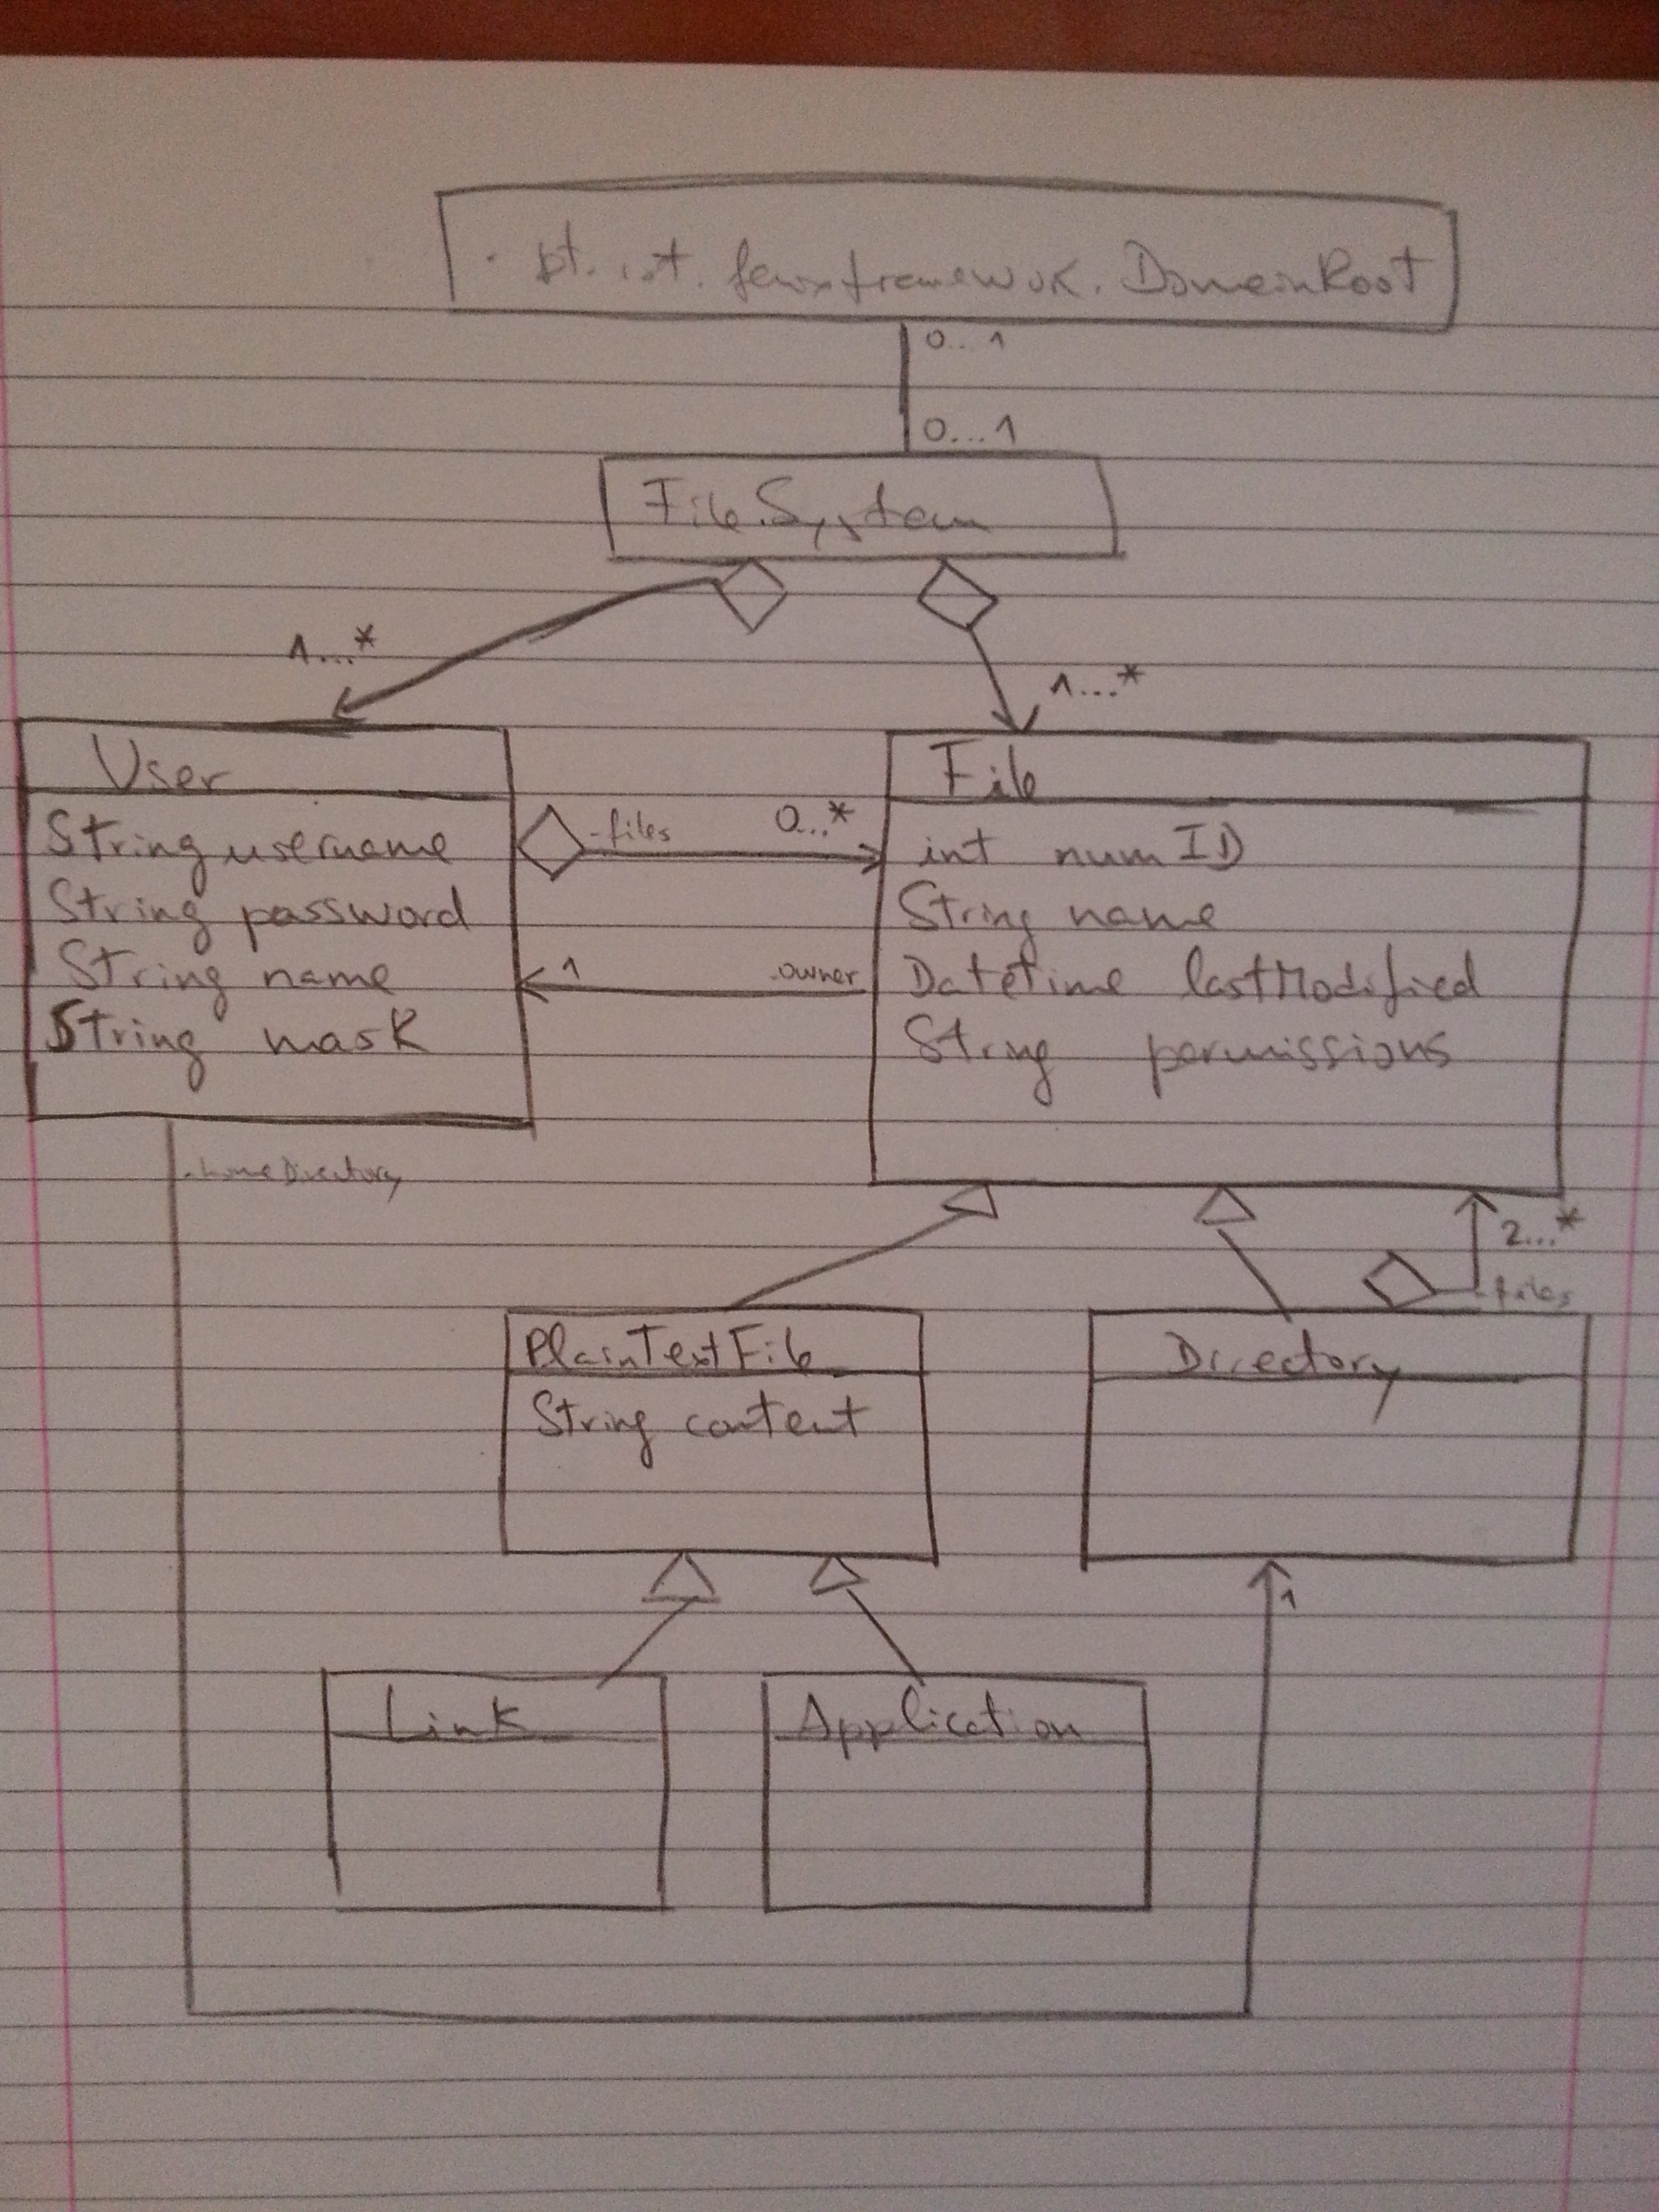 . pt.ist.fenixframework.DomainRoot
0..1
0...1
FileSystem
1...*
1...*
User
File
String username
String password
String name
String mask
.files
0...*
1
.owner
int numID
String name
Datetime lastModified
String permissions
.homeDirectory
2...*
.files
PlainTextFile
String content
Directory
1
Link
Application